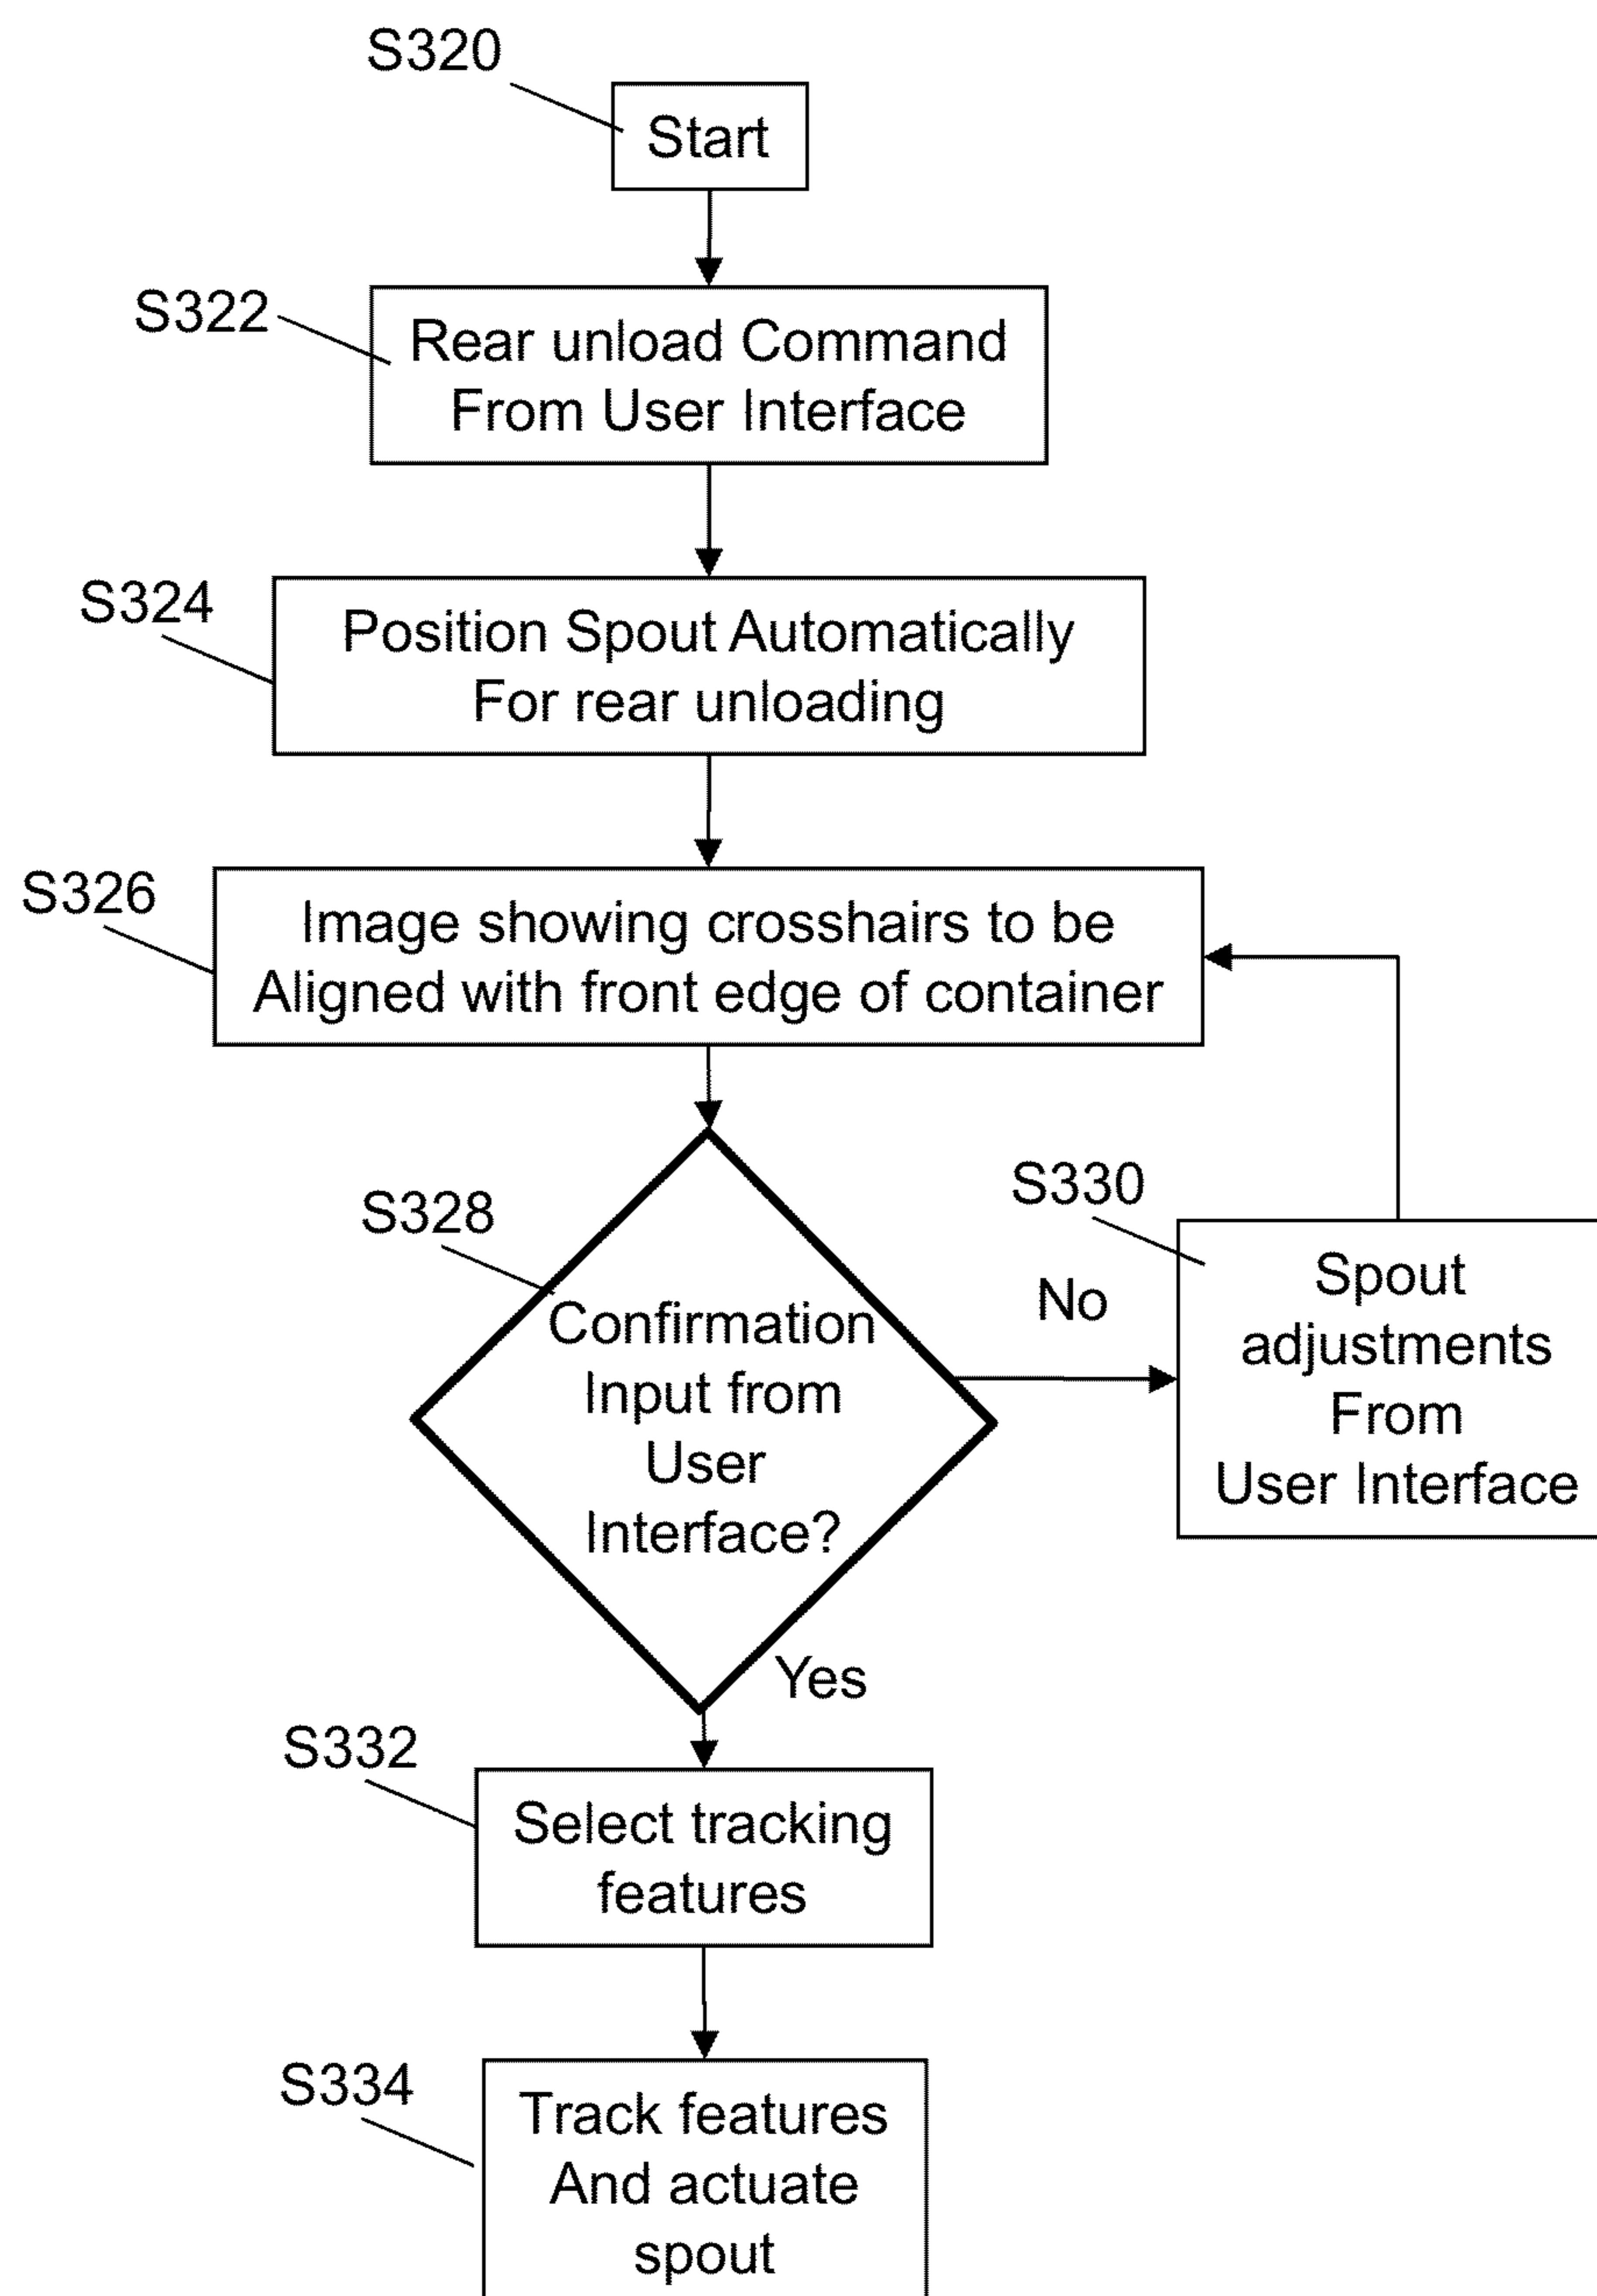 S320
Start
S322
Rear unload Command
From User Interface
S324
Position Spout Automatically
For rear unloading
S326
Image showing crosshairs to be
Aligned with front edge of container
S328
Confirmation
Input from
User
Interface?
No
S330
Spout
adjustments
From
User Interface
Yes
S332
Select tracking
features
S334
Track features
And actuate
spout